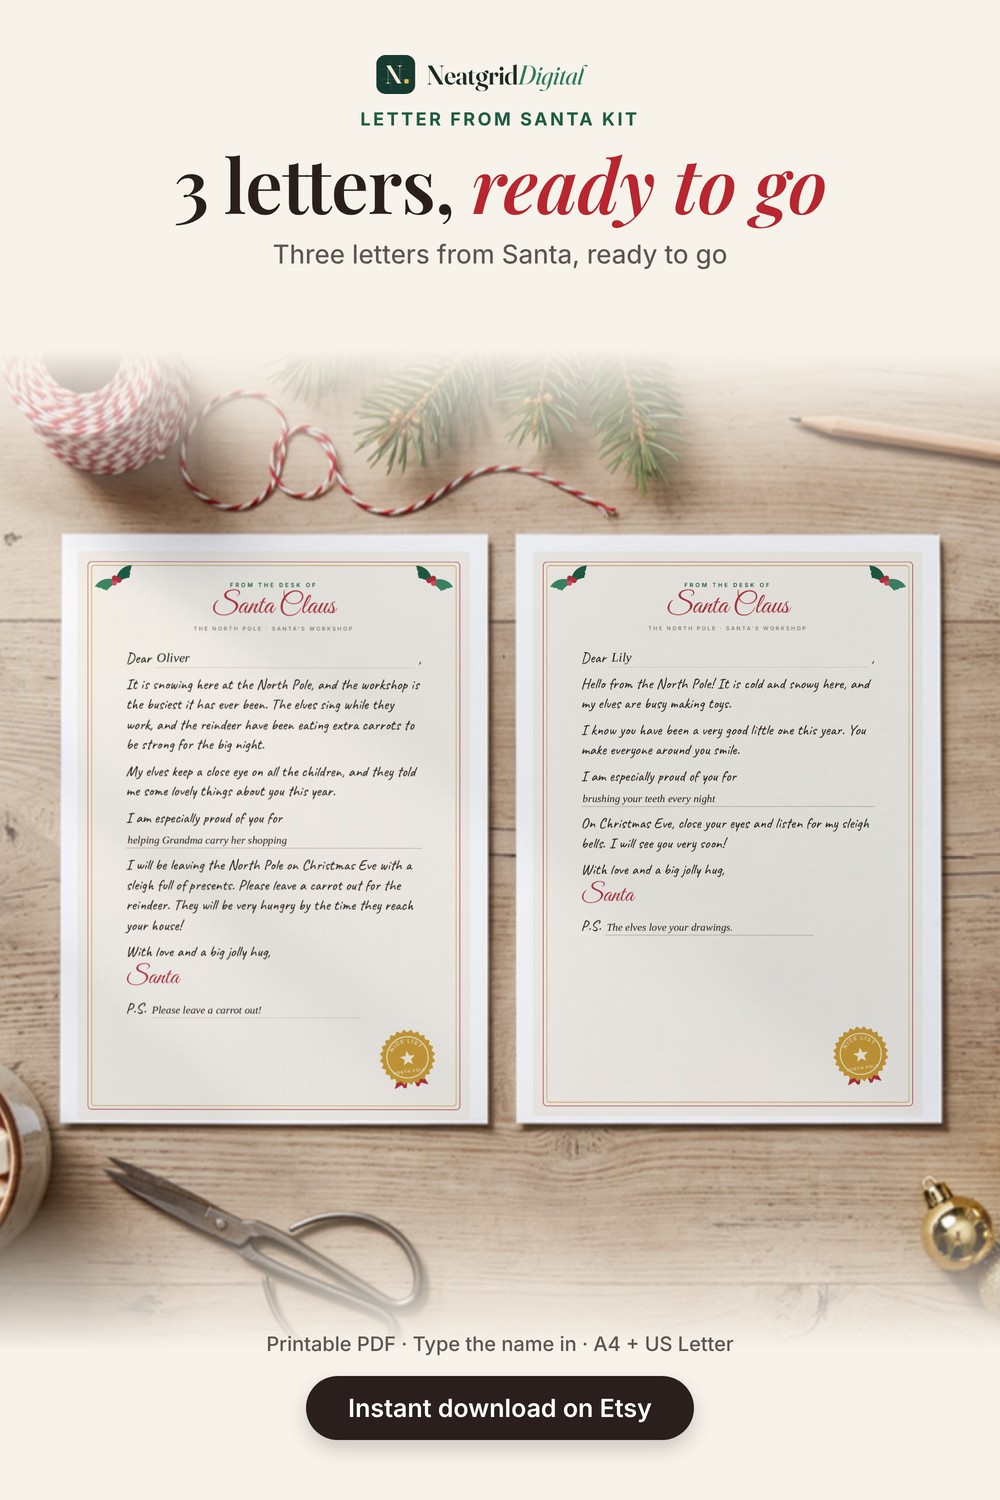 N.
NeatgridDigital
LETTER FROM SANTA KIT
3 letters, ready to go
Three letters from Santa, ready to go
FROM THE DESK OF
Santa Claus
THE NORTH POLE · SANTA'S WORKSHOP
Dear Oliver ,
It is snowing here at the North Pole, and the workshop is
the busiest it has ever been. The elves sing while they
work, and the reindeer have been eating extra carrots to
be strong for the big night.
My elves keep a close eye on all the children, and they told
me some lovely things about you this year.
I am especially proud of you for
helping Grandma carry her shopping
I will be leaving the North Pole on Christmas Eve with a
sleigh full of presents. Please leave a carrot out for the
reindeer. They will be very hungry by the time they reach
your house!
With love and a big jolly hug,
Santa
P.S. Please leave a carrot out!
NICE LIST
NORTH POLE
FROM THE DESK OF
Santa Claus
THE NORTH POLE · SANTA'S WORKSHOP
Dear Lily ,
Hello from the North Pole! It is cold and snowy here, and
my elves are busy making toys.
I know you have been a very good little one this year. You
make everyone around you smile.
I am especially proud of you for
brushing your teeth every night
On Christmas Eve, close your eyes and listen for my sleigh
bells. I will see you very soon!
With love and a big jolly hug,
Santa
P.S. The elves love your drawings.
NICE LIST
NORTH POLE
Printable PDF · Type the name in · A4 + US Letter
Instant download on Etsy